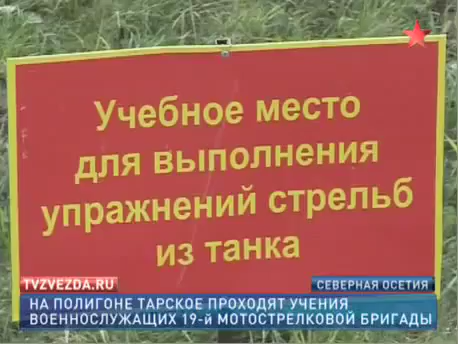 Учебное место
для выполнения
упражнений стрельб
из танка
TVZVEZDA.RU
СЕВЕРНАЯ ОСЕТИЯ
НА ПОЛИГОНЕ ТАРСКОЕ ПРОХОДЯТ УЧЕНИЯ
ВОЕННОСЛУЖАЩИХ 19-й МОТОСТРЕЛКОВОЙ БРИГАДЫ